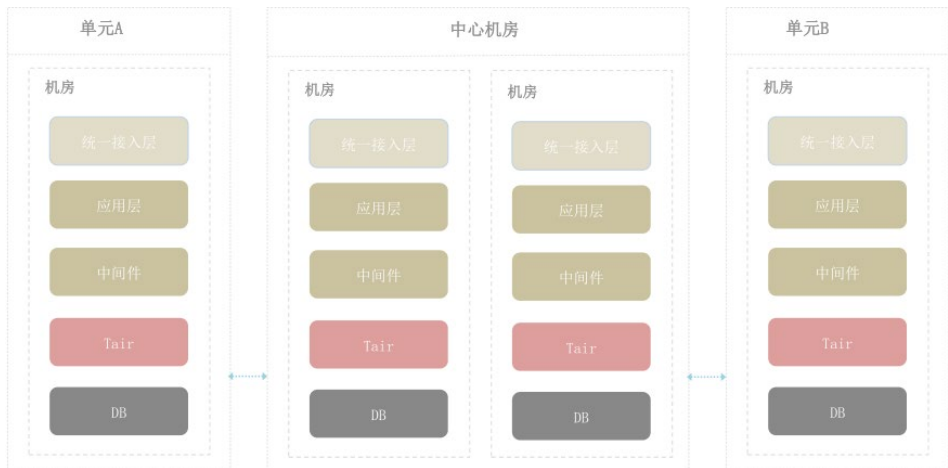 单元A
中心机房
单元B
机房
机房
机房
机房
统一接入层
统一接入层
统一接入层
统一接入层
应用层
应用层
应用层
应用层
中间件
中间件
中间件
中间件
Tair
Tair
Tair
Tair
DB
DB
DB
DB